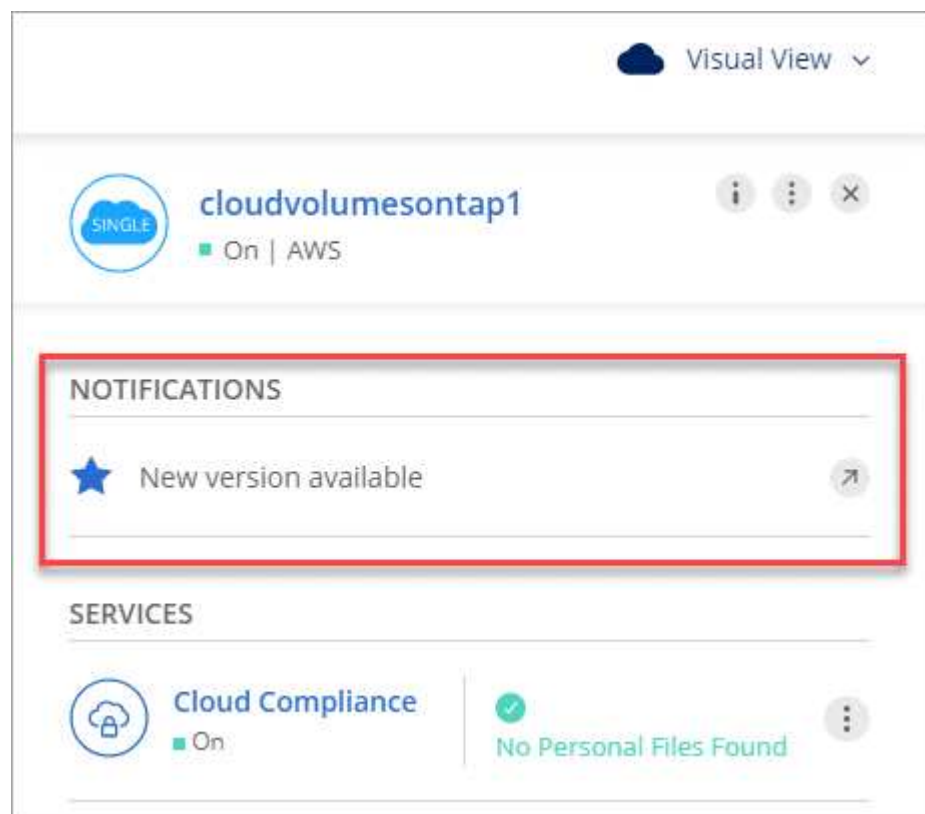 Visual View
SINGLE
cloudvolumesontap1
On | AWS
NOTIFICATIONS
New version available
SERVICES
Cloud Compliance
On
No Personal Files Found